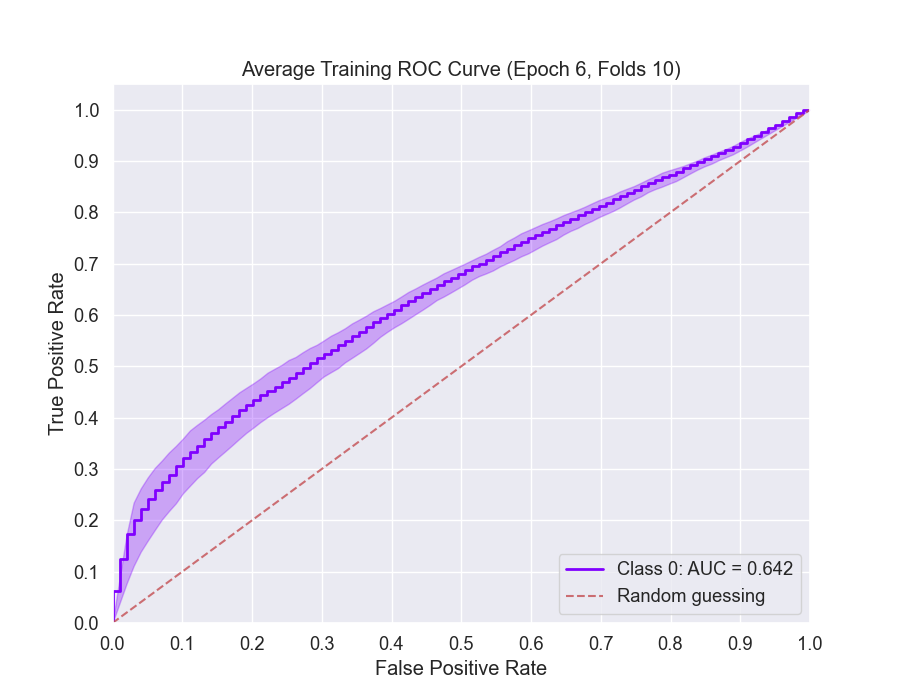 Average Training ROC Curve (Epoch 6, Folds 10)
True Positive Rate
1.0
0.9
0.8
0.7
0.6
0.5
0.4
0.3
0.2
0.1
0.0
Class 0: AUC = 0.642
Random guessing
0.0 0.1 0.2 0.3 0.4 0.5 0.6 0.7 0.8 0.9 1.0
False Positive Rate